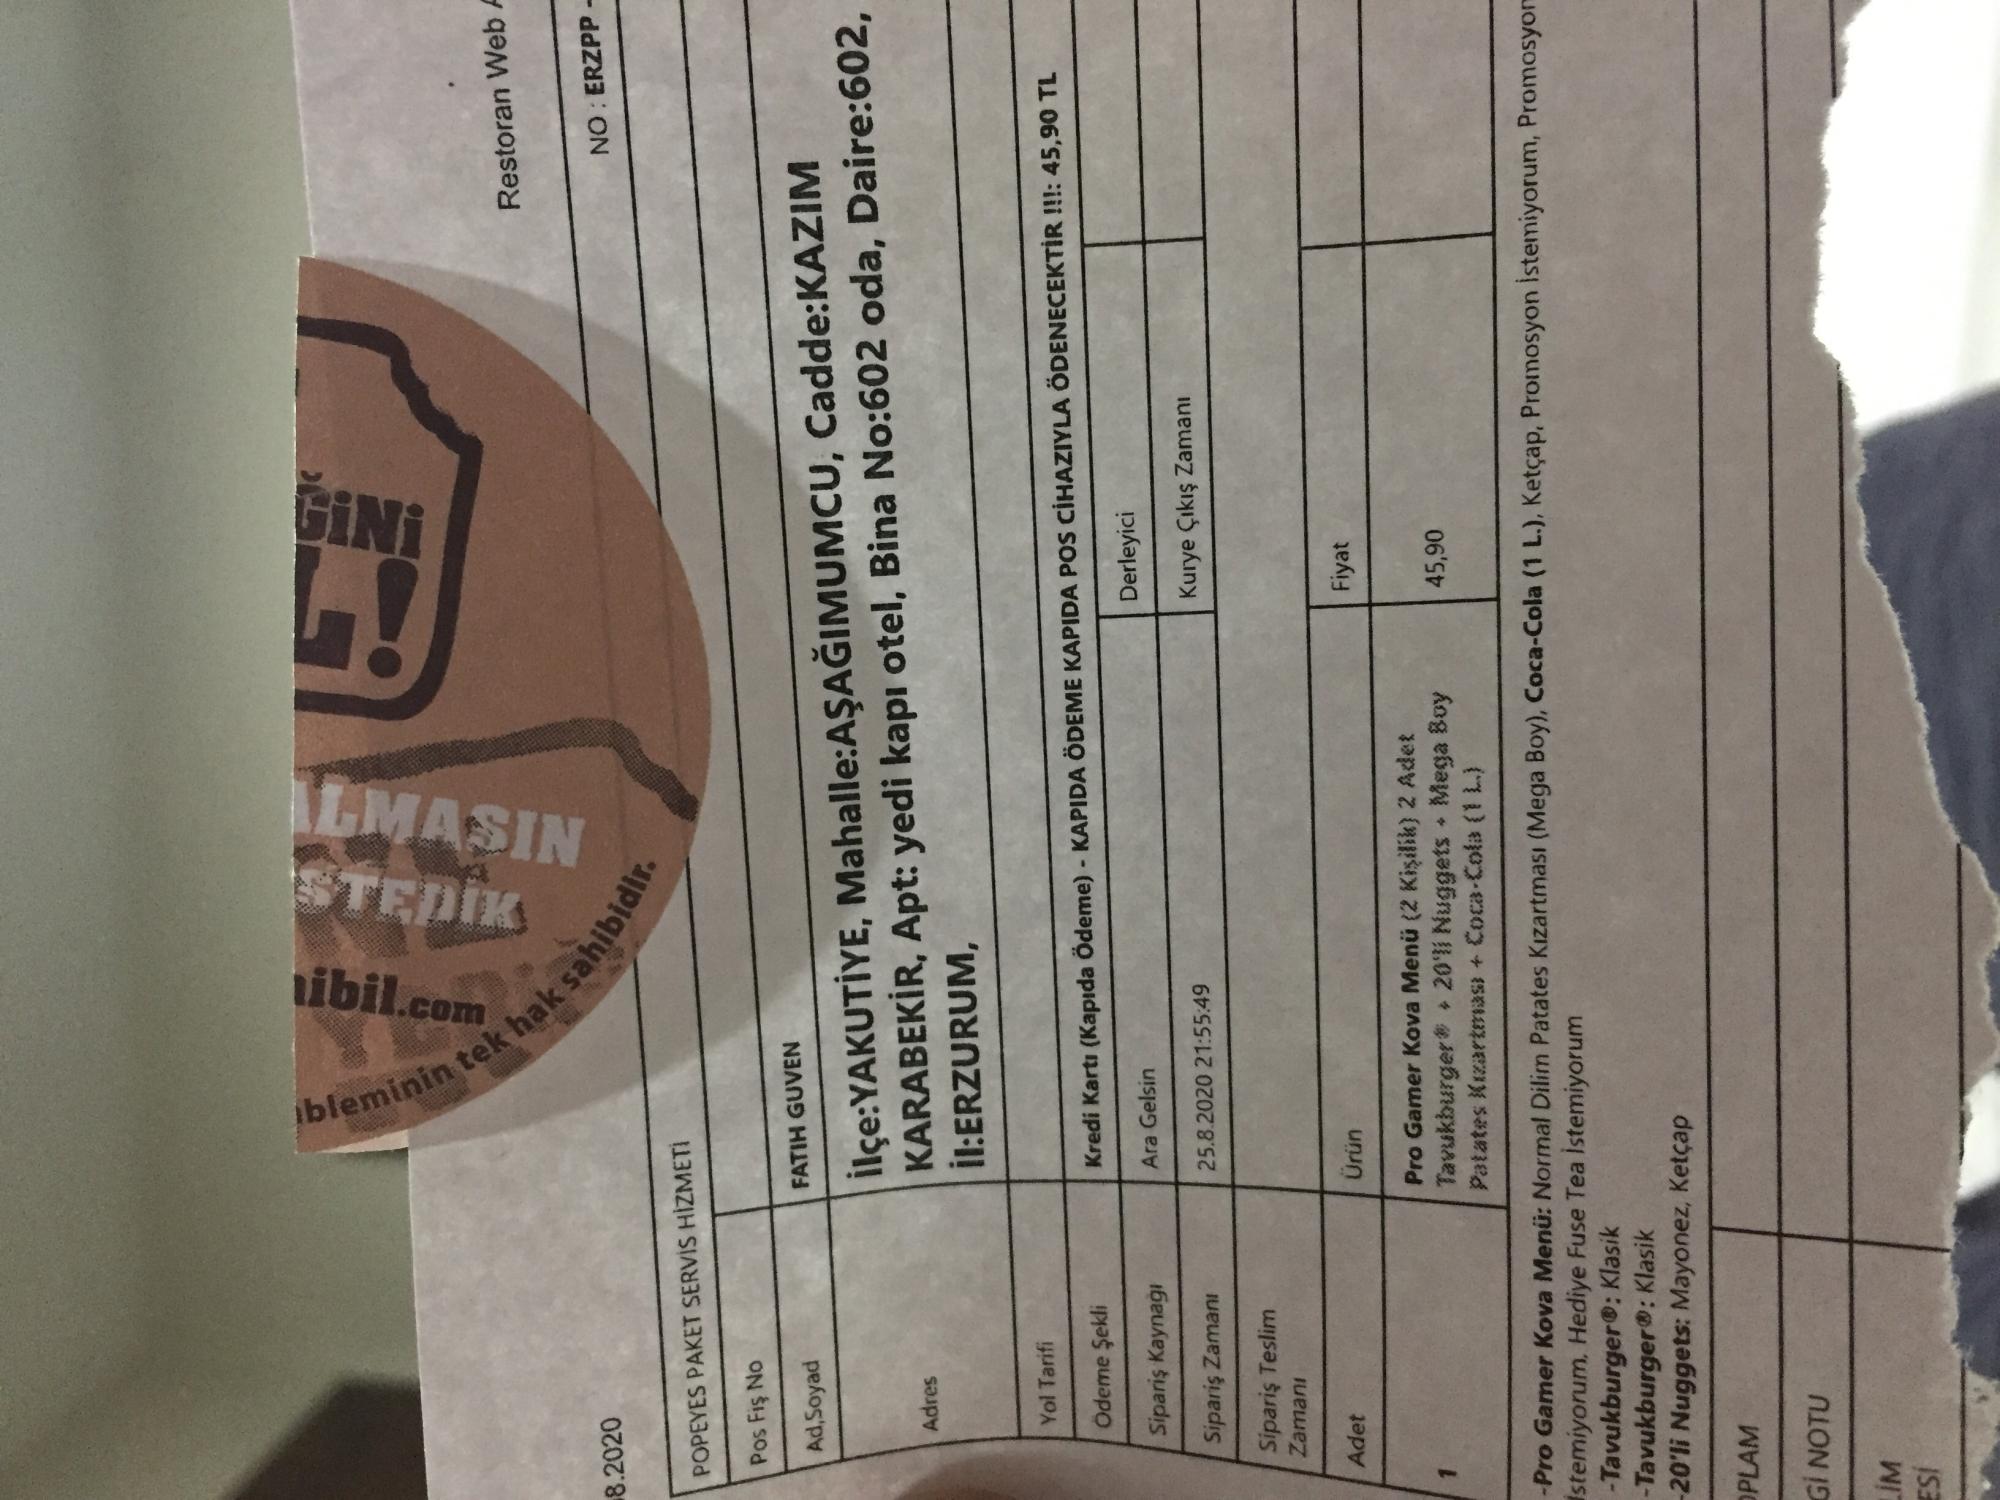 ĞİNİ
L!
ALMASIN
STEDİK
hibil.com
bleminin tek hak sahibidir.
Restoran Web A
8.2020
NO : ERZPP -
POPEYES PAKET SERVİS HİZMETİ
Pos Fiş No
Ad,Soyad FATIH GUVEN
Adres İlçe:YAKUTİYE, Mahalle:AŞAĞIMUMCU, Cadde:KAZIM
KARABEKİR, Apt: yedi kapı otel, Bina No:602 oda, Daire:602,
İl:ERZURUM,
Yol Tarifi
Ödeme Şekli Kredi Kartı (Kapıda Ödeme) - KAPIDA ÖDEME KAPIDA POS CİHAZIYLA ÖDENECEKTİR !!!: 45,90 TL
Sipariş Kaynağı Ara Gelsin Derleyici
Sipariş Zamanı 25.8.2020 21:55:49 Kurye Çıkış Zamanı
Sipariş Teslim
Zamanı
Adet Ürün Fiyat
1 Pro Gamer Kova Menü (2 Kişilik) 2 Adet
Tavukburger® + 20'li Nuggets + Mega Boy 45,90
Patates Kızartması + Coca-Cola (1 L.)
-Pro Gamer Kova Menü: Normal Dilim Patates Kızartması (Mega Boy), Coca-Cola (1 L.), Ketçap, Promosyon İstemiyorum, Promosyon
İstemiyorum, Hediye Fuse Tea İstemiyorum
-Tavukburger®: Klasik
-Tavukburger®: Klasik
-20'li Nuggets: Mayonez, Ketçap
OPLAM
Gİ NOTU
LİM
ESİ